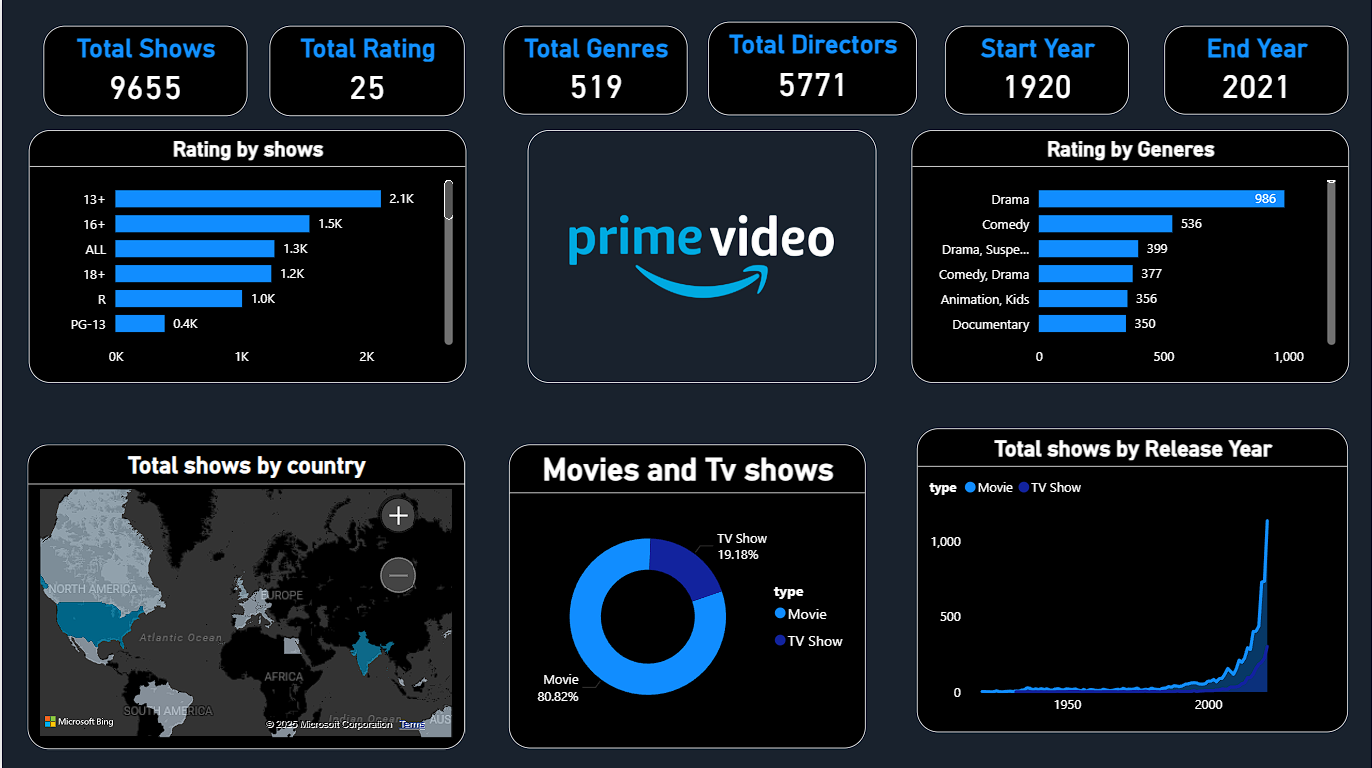 Total Shows
9655
Total Rating
25
Total Genres
519
Total Directors
5771
Start Year
1920
End Year
2021
Rating by shows
13+ 2.1K
16+ 1.5K
ALL 1.3K
18+ 1.2K
R 1.0K
PG-13 0.4K
0K 1K 2K
prime video
Rating by Generes
Drama 986
Comedy 536
Drama, Suspe... 399
Comedy, Drama 377
Animation, Kids 356
Documentary 350
0 500 1,000
Total shows by country
NORTH AMERICA
EUROPE
Atlantic Ocean
AFRICA
SOUTH AMERICA
Indian Ocean
AUS
Microsoft Bing
© 2025 Microsoft Corporation Terms
Movies and Tv shows
TV Show
19.18%
Movie
80.82%
type
Movie
TV Show
Total shows by Release Year
type Movie TV Show
1,000
500
0
1950 2000